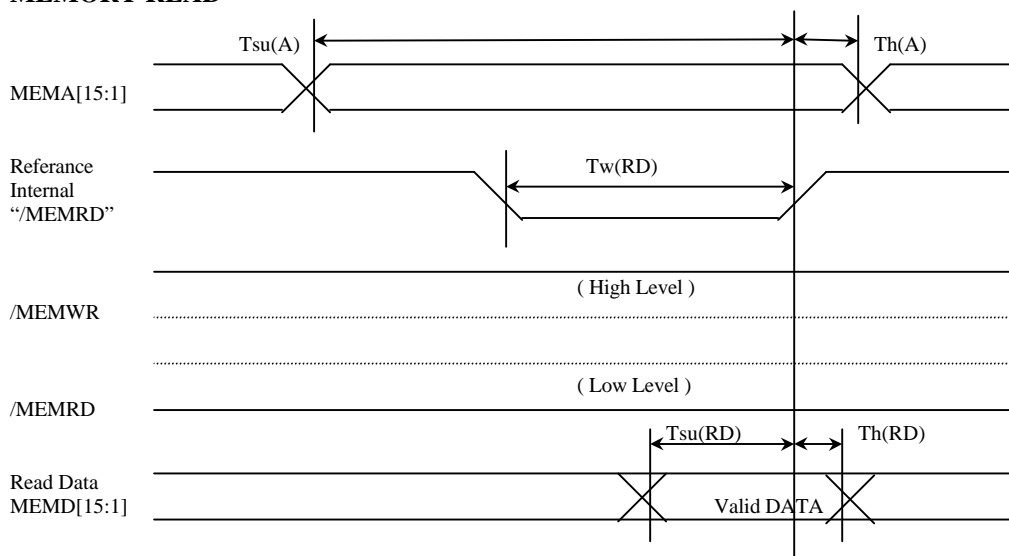 MEMORY READ
Tsu(A)
Th(A)
MEMA[15:1]
Referance
Internal
“/MEMRD”
Tw(RD)
( High Level )
/MEMWR
( Low Level )
/MEMRD
Tsu(RD)
Th(RD)
Read Data
MEMD[15:1]
Valid DATA